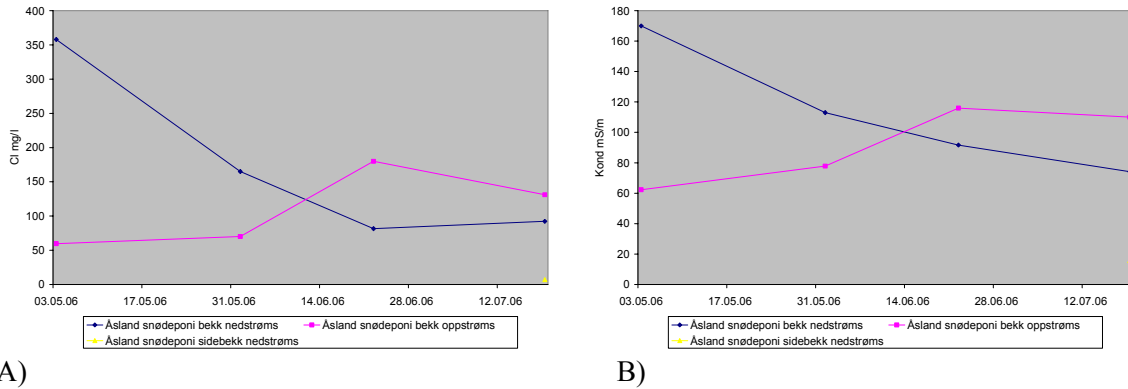 400
350
300
250
200
150
100
50
0
Cl mg/l
03.05.06 17.05.06 31.05.06 14.06.06 28.06.06 12.07.06
Åsland snødeponi bekk nedstrøms Åsland snødeponi bekk oppstrøms
Åsland snødeponi sidebekk nedstrøms
A)
180
160
140
120
100
80
60
40
20
0
Kond mS/m
03.05.06 17.05.06 31.05.06 14.06.06 28.06.06 12.07.06
Åsland snødeponi bekk nedstrøms Åsland snødeponi bekk oppstrøms
Åsland snødeponi sidebekk nedstrøms
B)